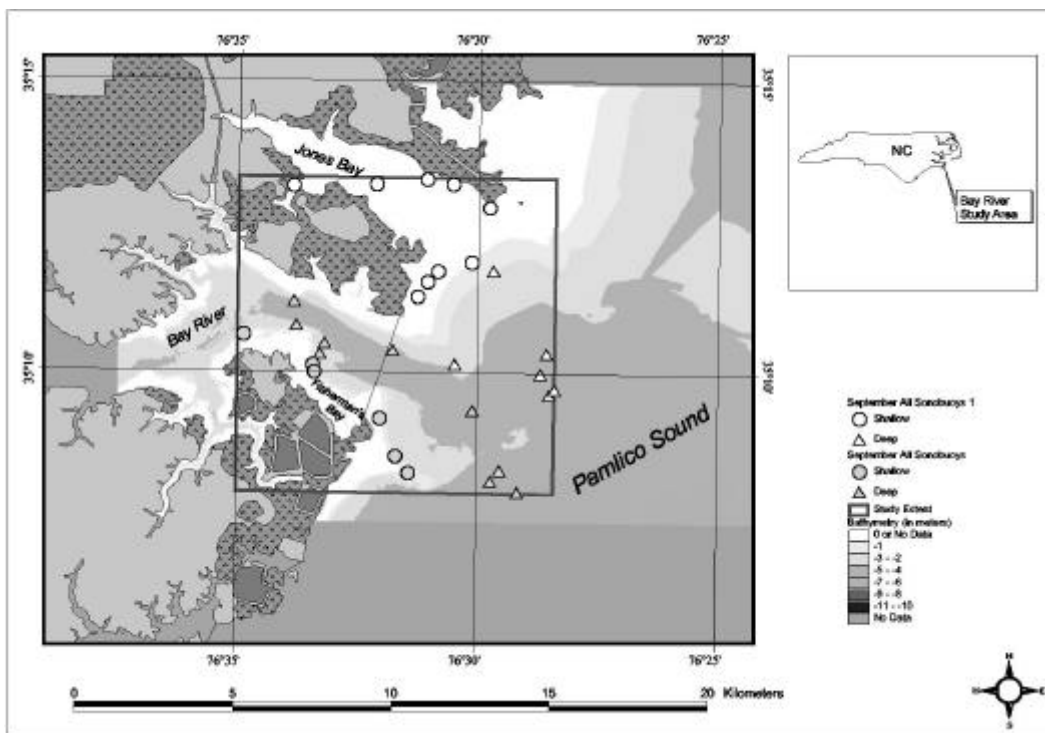 76°35' 76°30' 76°25'
35°15' 35°15'
Jones Bay
NC
Bay River
Study Area
Bay River
35°10' 35°10'
Fisherman's
Bay
Pamlico Sound
September All Sonobuoys 1
Shallow
Deep
September All Sonobuoys
Shallow
Deep
Study Extent
Bathymetry (in meters)
0 or No Data
-1
-3 - -2
-5 - -4
-7 - -6
-9 - -8
-11 - -10
No Data
76°35' 76°30' 76°25'
0 5 10 15 20 Kilometers
N
W E
S